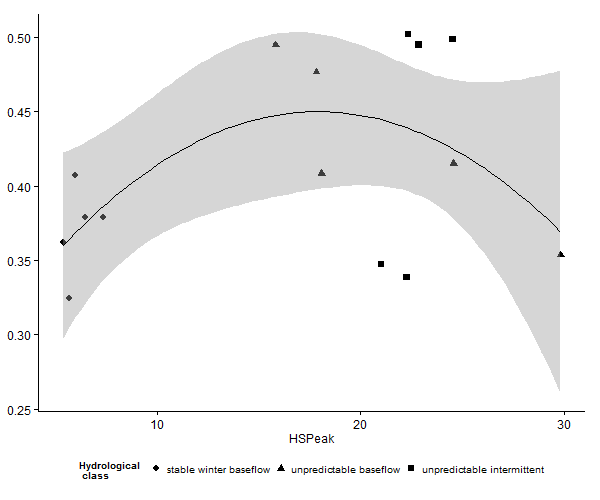 0.50
0.45
0.40
0.35
0.30
0.25
10 20 30
HSPeak
Hydrological
class
stable winter baseflow unpredictable baseflow unpredictable intermittent